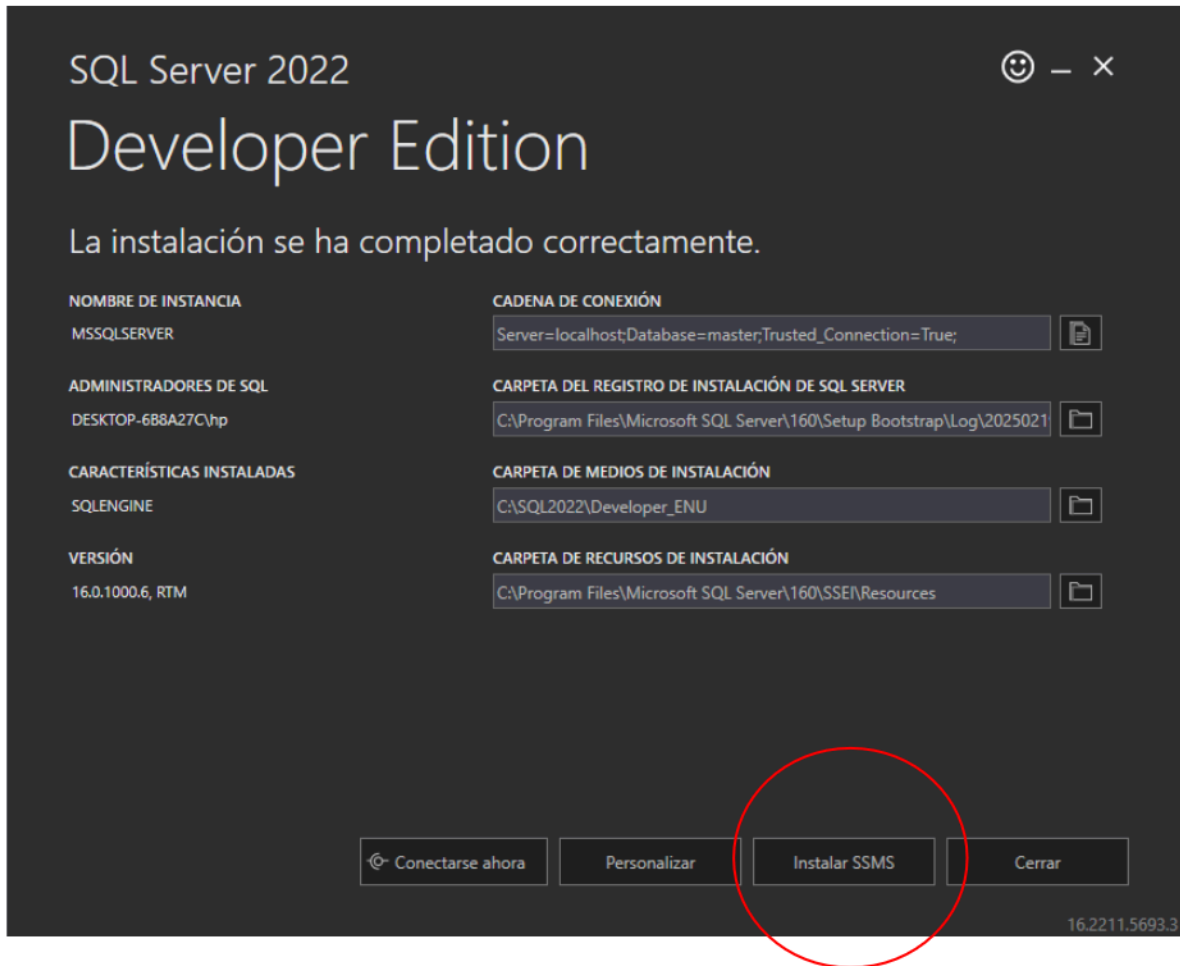 SQL Server 2022
Developer Edition
La instalación se ha completado correctamente.
NOMBRE DE INSTANCIA
MSSQLSERVER
CADENA DE CONEXIÓN
Server=localhost;Database=master;Trusted_Connection=True;
ADMINISTRADORES DE SQL
DESKTOP-6B8A27C\hp
CARPETA DEL REGISTRO DE INSTALACIÓN DE SQL SERVER
C:\Program Files\Microsoft SQL Server\160\Setup Bootstrap\Log\2025021
CARACTERÍSTICAS INSTALADAS
SQLENGINE
CARPETA DE MEDIOS DE INSTALACIÓN
C:\SQL2022\Developer_ENU
VERSIÓN
16.0.1000.6, RTM
CARPETA DE RECURSOS DE INSTALACIÓN
C:\Program Files\Microsoft SQL Server\160\SSEI\Resources
Conectarse ahora
Personalizar
Instalar SSMS
Cerrar
16.2211.5693.3